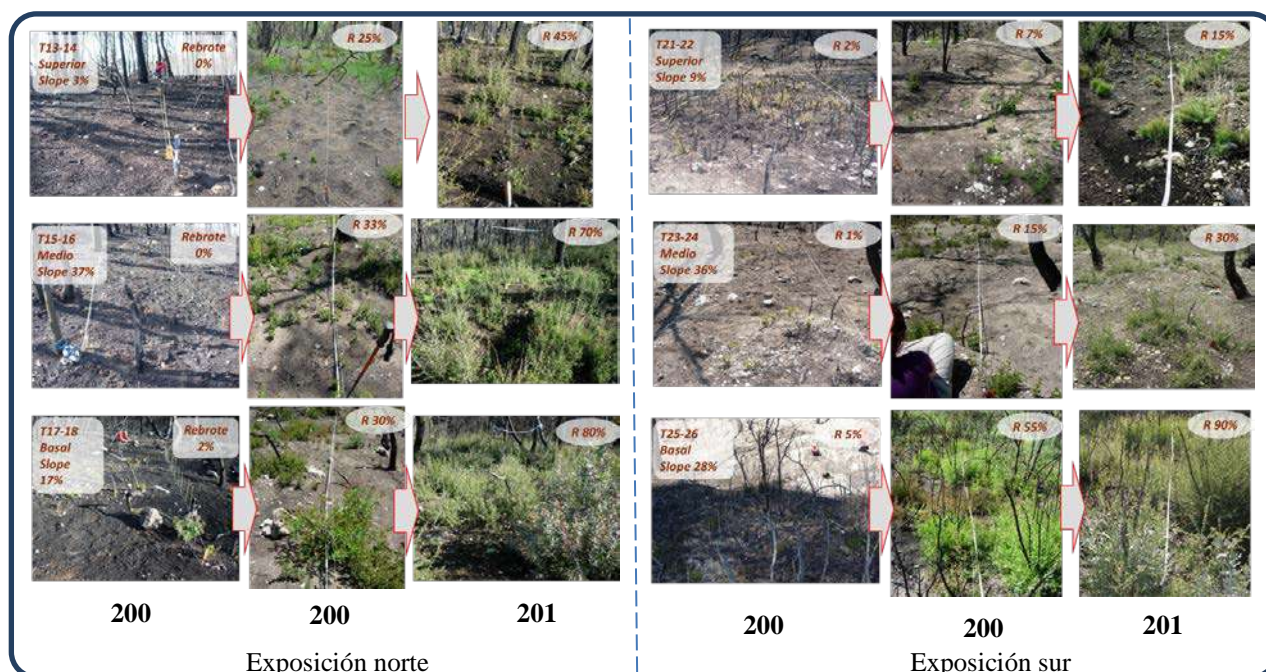 T13-14
Superior
Slope 3%
Rebrote
0%
R 25%
R 45%
T15-16
Medio
Slope 37%
Rebrote
0%
R 33%
R 70%
T17-18
Basal
Slope
17%
Rebrote
2%
R 30%
R 80%
200
200
201
Exposición norte
T21-22
Superior
Slope 9%
R 2%
R 7%
R 15%
T23-24
Medio
Slope 36%
R 1%
R 15%
R 30%
T25-26
Basal
Slope 28%
R 5%
R 55%
R 90%
200
200
201
Exposición sur